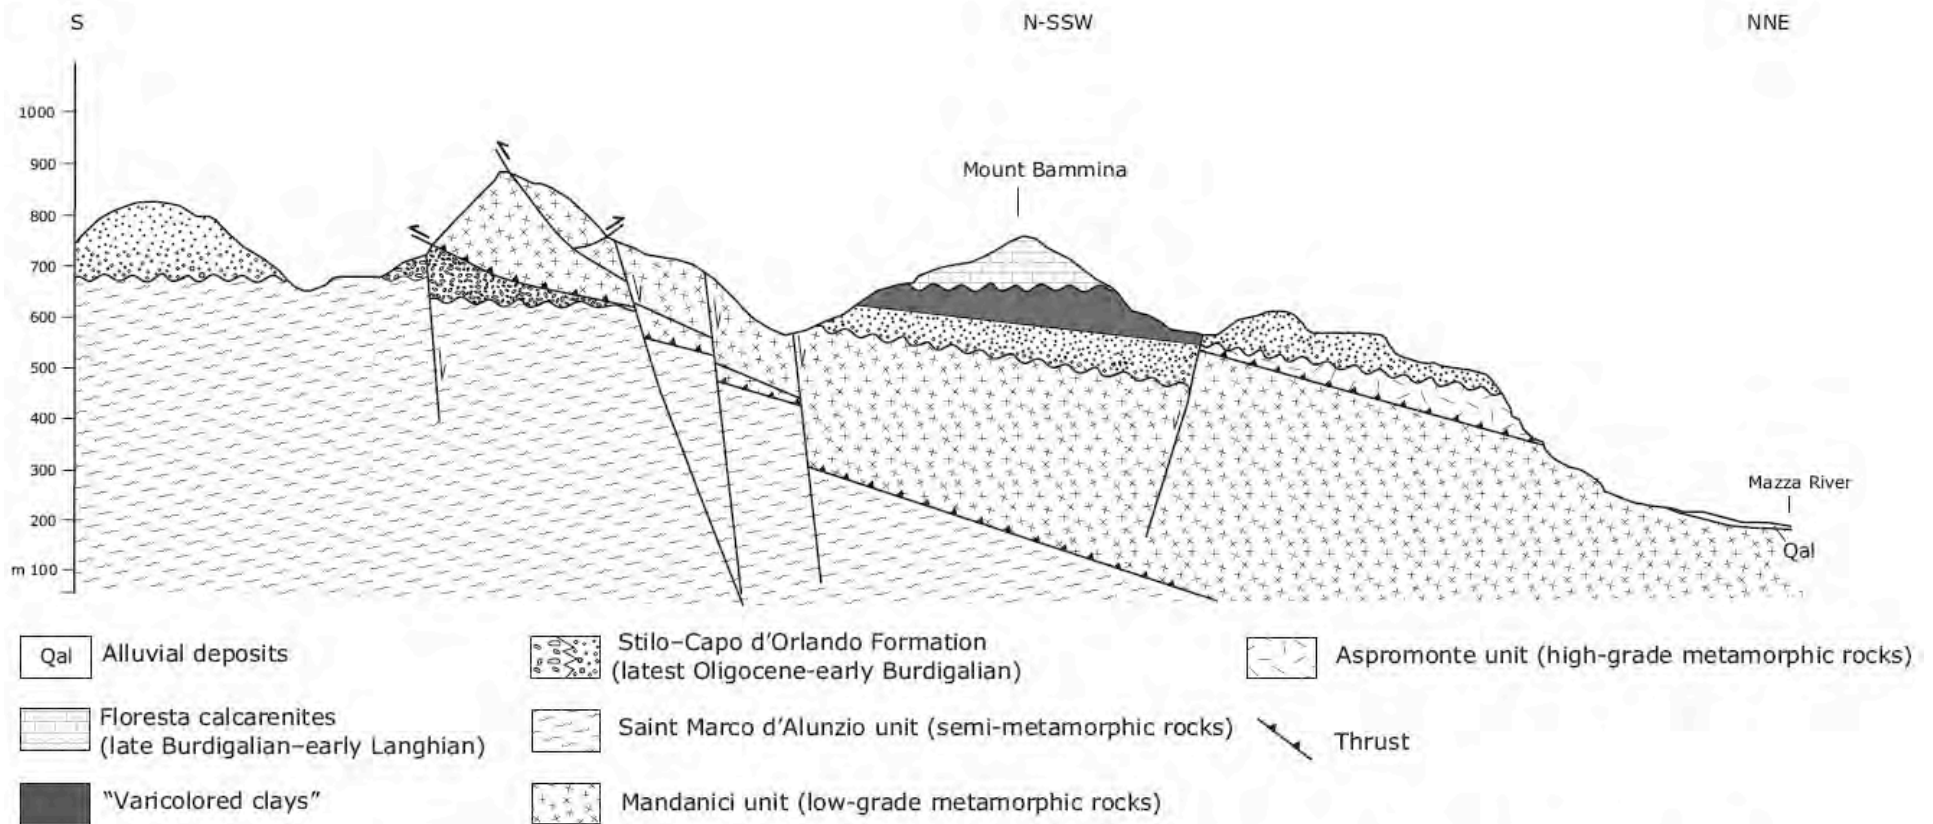 S
N-SSW
NNE
1000
900
800
700
600
500
400
300
200
m 100
Mount Bammina
Mazza River
Qal
Qal
Alluvial deposits
Floresta calcarenites
(late Burdigalian–early Langhian)
"Varicolored clays"
Stilo–Capo d'Orlando Formation
(latest Oligocene-early Burdigalian)
Saint Marco d'Alunzio unit (semi-metamorphic rocks)
Mandanici unit (low-grade metamorphic rocks)
Aspromonte unit (high-grade metamorphic rocks)
Thrust